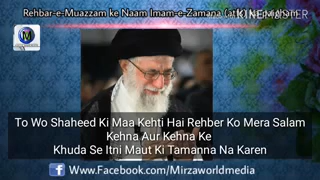 Rehbar-e-Muazzam ke Naam Imam-e-Zamana (atfs)
KINEMASTER
To Wo Shaheed Ki Maa Kehti Hai Rehber Ko Mera Salam
Kehna Aur Kehna Ke
Khuda Se Itni Maut Ki Tamanna Na Karen
Www.Facebook.com/Mirzaworldmedia